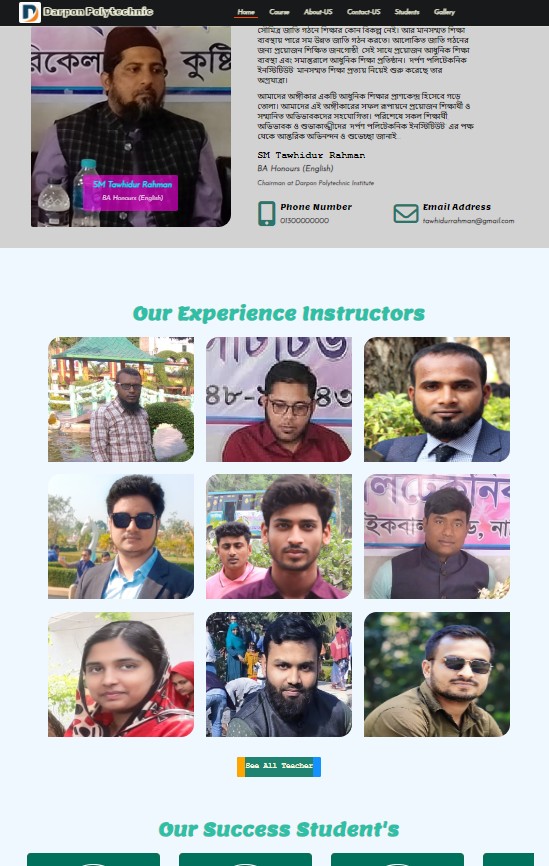 Darpan Polytechnic
Home Course About-US Contact-US Students Gallery
সৌমিত্র জাতি গঠনে শিক্ষার কোন বিকল্প নেই। আর মানসম্মত শিক্ষা
ব্যবস্থায় পারে সম উন্নত জাতি গঠন করতে। আলোকিত জাতি গঠনের
জন্য প্রয়োজন শিক্ষিত জনগোষ্ঠী সেই সাথে প্রয়োজন আধুনিক শিক্ষা
ব্যবস্থা এবং সমান্তরালে আধুনিক শিক্ষা প্রতিষ্ঠান। দর্পণ পলিটেকনিক
ইনস্টিটিউট মানসম্মত শিক্ষা প্রত্যয় নিয়েই শুরু করেছে তার
অগ্রযাত্রা।
আমাদের অঙ্গীকার একটি আধুনিক শিক্ষার প্রাণকেন্দ্র হিসেবে গড়ে
তোলা। আমাদের এই অঙ্গীকারের সফল রূপায়নে প্রয়োজন শিক্ষার্থী ও
সম্মানিত অভিভাবকদের সহযোগিতা। পরিশেষে সকল শিক্ষার্থী
অভিভাবক ও শুভাকাঙ্ক্ষীদের দর্পণ পলিটেকনিক ইনস্টিটিউট এর পক্ষ
থেকে আন্তরিক অভিনন্দন ও শুভেচ্ছা জানাই.
SM Tawhidur Rahman
BA Honours (English)
Chairman at Darpan Polytechnic Institute
SM Tawhidur Rahman
BA Honours (English)
Phone Number
01300000000
Email Address
tawhidurrahman@gmail.com
Our Experience Instructors
See All Teacher
Our Success Student's